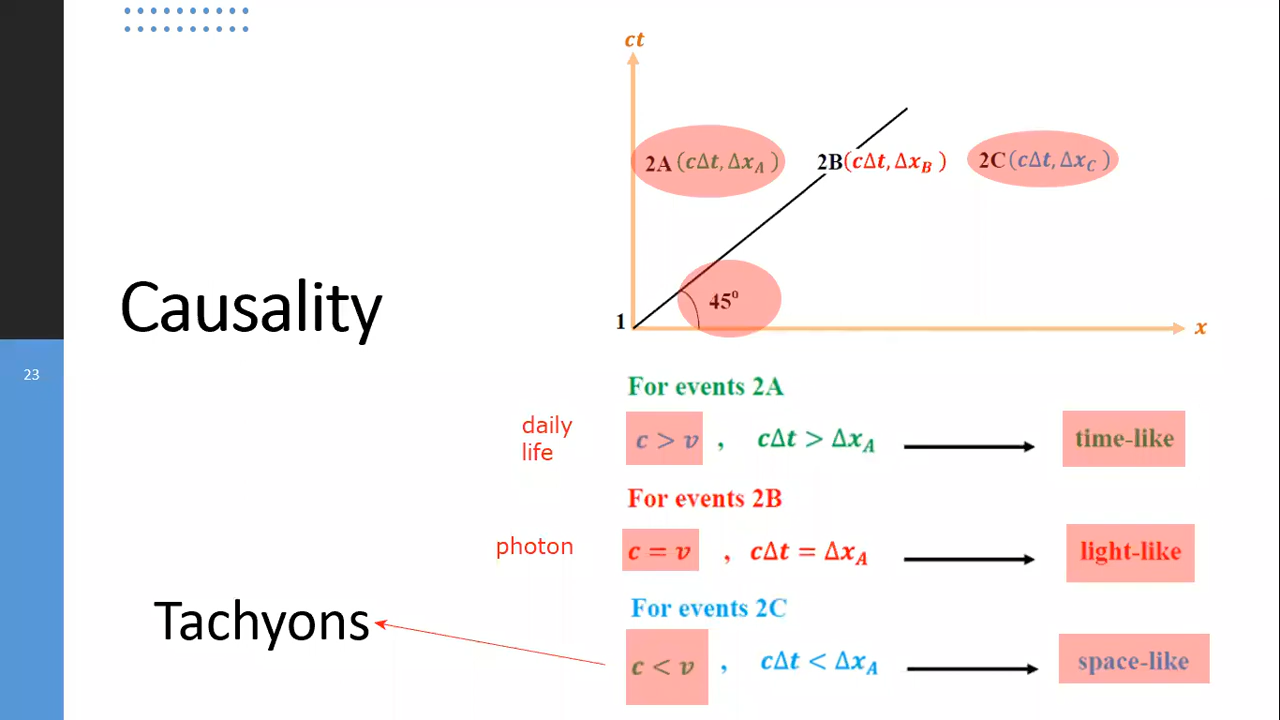 ct
2A (cΔt, Δx_A)
2B(cΔt, Δx_B )
2C(cΔt, Δx_C)
45⁰
1
x
Causality
23
For events 2A
daily
life
c > v , cΔt > Δx_A
time-like
For events 2B
photon
c = v , cΔt = Δx_A
light-like
Tachyons
For events 2C
c < v , cΔt < Δx_A
space-like